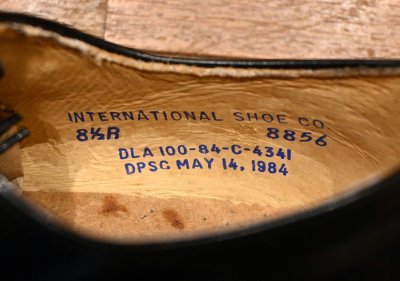 INTERNATIONAL SHOE CO.
8½R 8856
DLA 100-84-C-4341
DPSC MAY 14, 1984